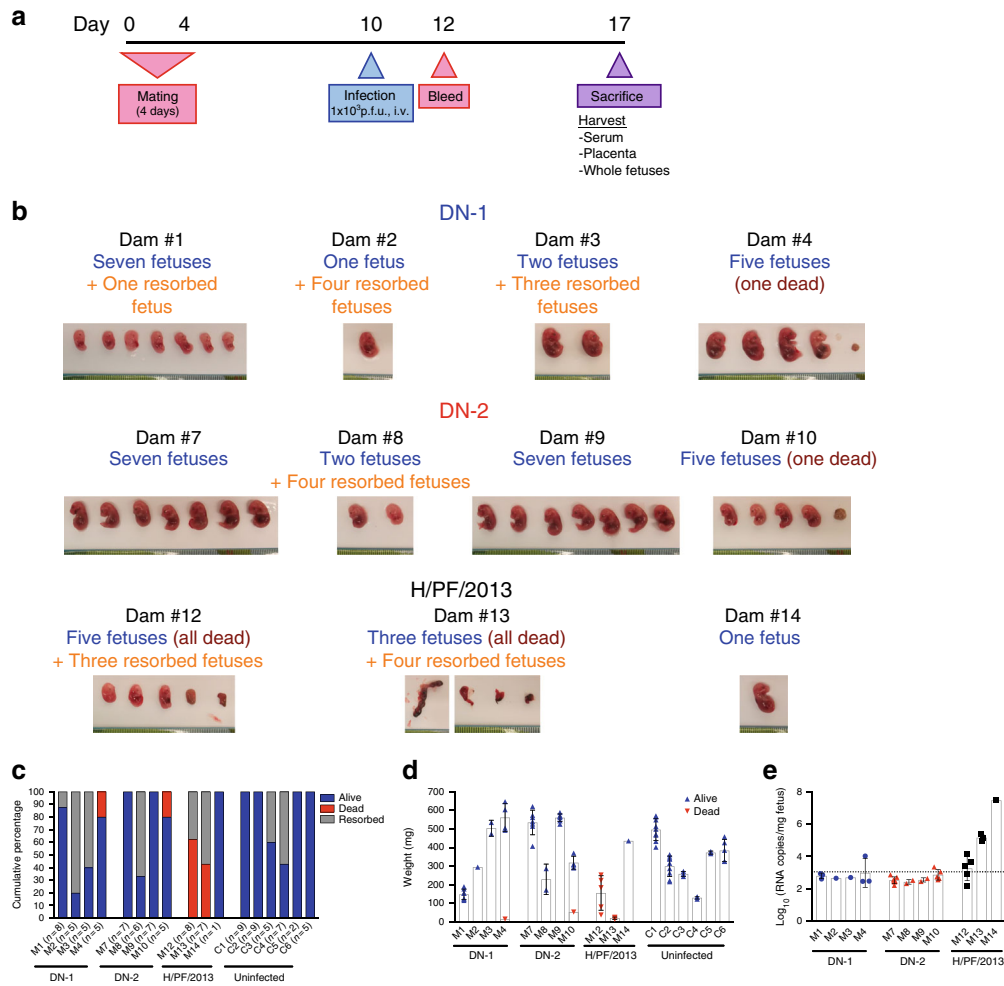 a
Day 0 4 10 12 17
Mating
(4 days)
Infection
1x10³p.f.u., i.v.
Bleed
Sacrifice
Harvest
-Serum
-Placenta
-Whole fetuses
b
DN-1
Dam #1
Seven fetuses
+ One resorbed
fetus
Dam #2
One fetus
+ Four resorbed
fetuses
Dam #3
Two fetuses
+ Three resorbed
fetuses
Dam #4
Five fetuses
(one dead)
DN-2
Dam #7
Seven fetuses
Dam #8
Two fetuses
+ Four resorbed fetuses
Dam #9
Seven fetuses
Dam #10
Five fetuses (one dead)
H/PF/2013
Dam #12
Five fetuses (all dead)
+ Three resorbed fetuses
Dam #13
Three fetuses (all dead)
+ Four resorbed fetuses
Dam #14
One fetus
c
Cumulative percentage
100
90
80
70
60
50
40
30
20
10
0
Alive
Dead
Resorbed
M1 (n=8)
M2 (n=5)
M3 (n=5)
M4 (n=5)
M7 (n=7)
M8 (n=6)
M9 (n=7)
M10 (n=5)
M12 (n=8)
M13 (n=7)
M14 (n=1)
C1 (n=9)
C2 (n=9)
C3 (n=5)
C4 (n=7)
C5 (n=2)
C6 (n=5)
DN-1 DN-2 H/PF/2013 Uninfected
d
Weight (mg)
700
600
500
400
300
200
100
0
Alive
Dead
M1 M2 M3 M4 M7 M8 M9 M10 M12 M13 M14 C1 C2 C3 C4 C5 C6
DN-1 DN-2 H/PF/2013 Uninfected
e
Log₁₀ (RNA copies/mg fetus)
8
6
4
2
0
M1 M2 M3 M4 M7 M8 M9 M10 M12 M13 M14
DN-1 DN-2 H/PF/2013